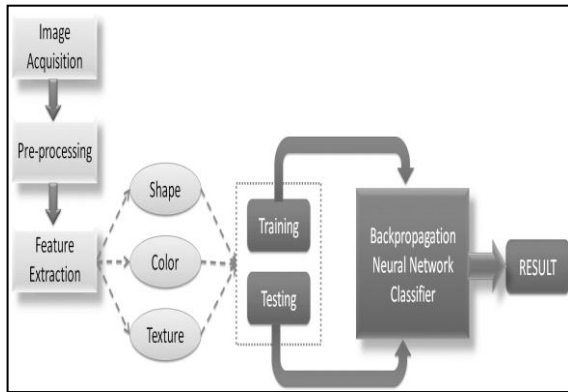 Image
Acquisition
Pre-processing
Feature
Extraction
Shape
Color
Texture
Training
Testing
Backpropagation
Neural Network
Classifier
RESULT